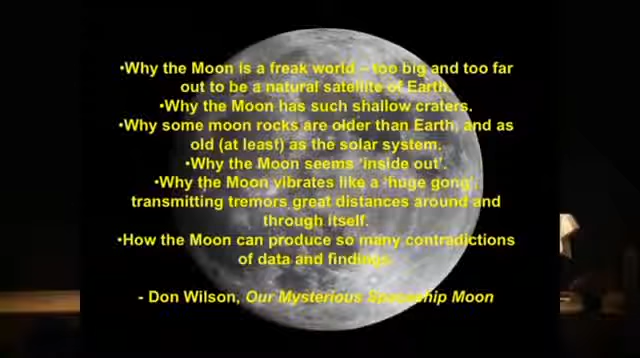 •Why the Moon is a freak world – too big and too far
out to be a natural satellite of Earth.
•Why the Moon has such shallow craters.
•Why some moon rocks are older than Earth, and as
old (at least) as the solar system.
•Why the Moon seems ‘inside out’.
•Why the Moon vibrates like a ‘huge gong’,
transmitting tremors great distances around and
through itself.
•How the Moon can produce so many contradictions
of data and findings.
- Don Wilson, Our Mysterious Spaceship Moon